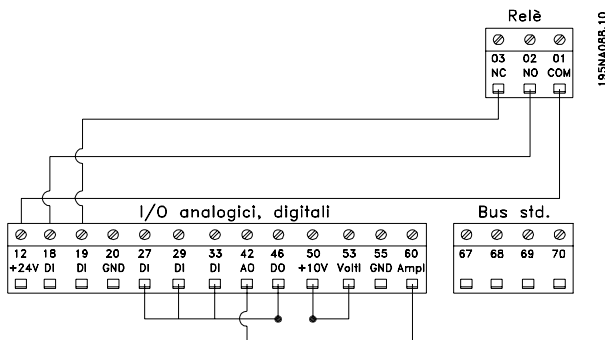 Relè
03 02 01
NC NO COM
195NA088.10
I/O analogici, digitali
12 18 19 20 27 29 33 42 46 50 53 55 60
+24V DI DI GND DI DI DI AO DO +10V Volti GND Ampl
Bus std.
67 68 69 70